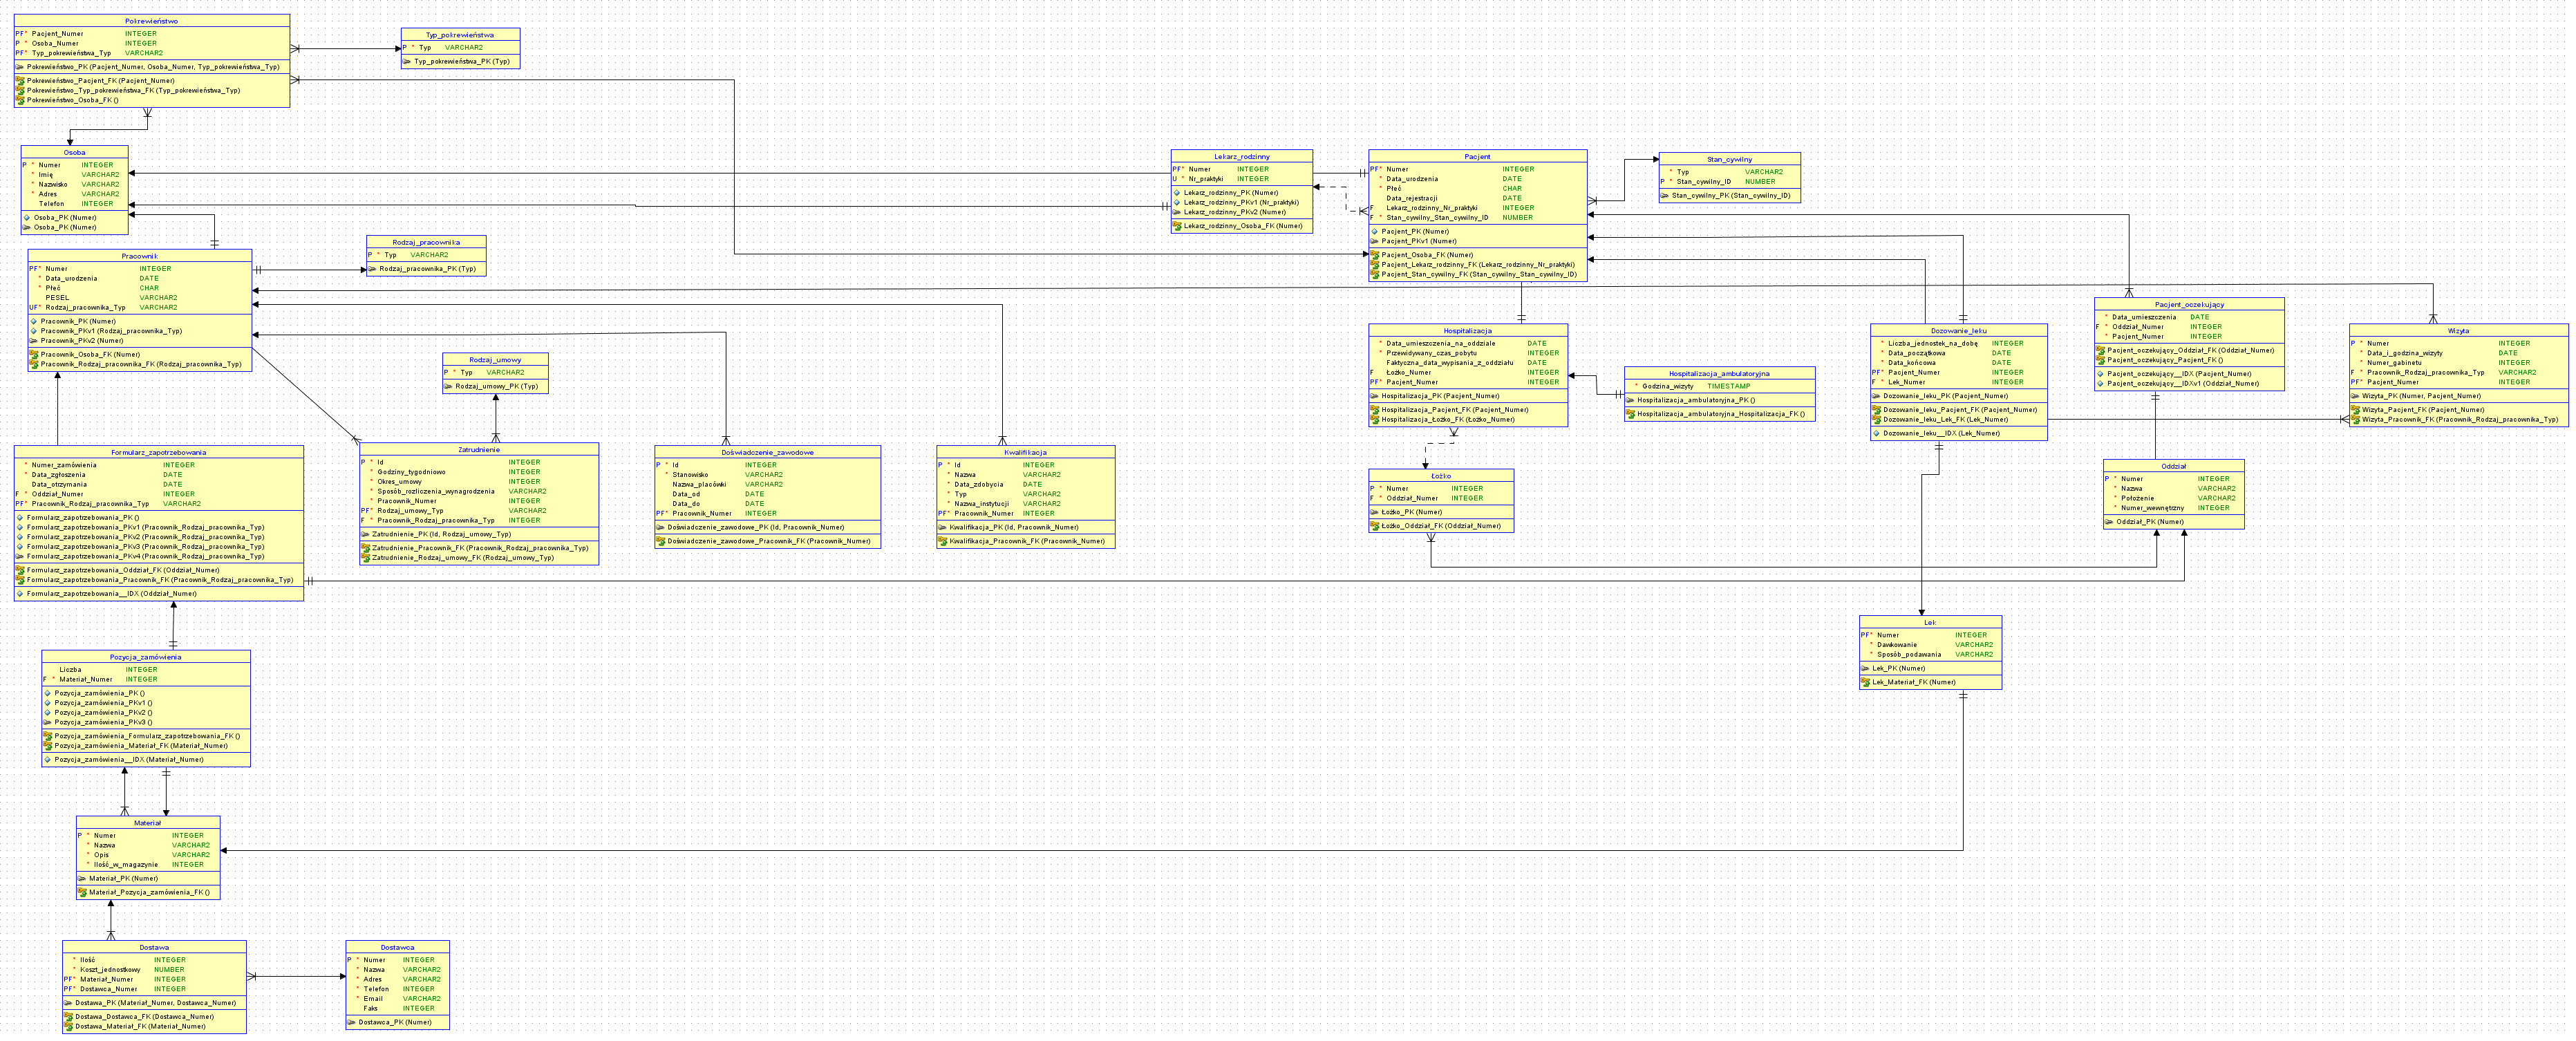 Pokrewieństwo
PF* Pacjent_Numer INTEGER
P * Osoba_Numer INTEGER
PF* Typ_pokrewieństwa_Typ VARCHAR2
Pokrewieństwo_PK (Pacjent_Numer, Osoba_Numer, Typ_pokrewieństwa_Typ)
Pokrewieństwo_Pacjent_FK (Pacjent_Numer)
Pokrewieństwo_Typ_pokrewieństwa_FK (Typ_pokrewieństwa_Typ)
Pokrewieństwo_Osoba_FK ()
Typ_pokrewieństwa
P * Typ VARCHAR2
Typ_pokrewieństwa_PK (Typ)
Osoba
P * Numer INTEGER
* Imię VARCHAR2
* Nazwisko VARCHAR2
* Adres VARCHAR2
Telefon INTEGER
Osoba_PK (Numer)
Osoba_PK (Numer)
Lekarz_rodzinny
PF* Numer INTEGER
U * Nr_praktyki INTEGER
Lekarz_rodzinny_PK (Numer)
Lekarz_rodzinny_PKv1 (Nr_praktyki)
Lekarz_rodzinny_PKv2 (Numer)
Lekarz_rodzinny_Osoba_FK (Numer)
Pacjent
PF* Numer INTEGER
* Data_urodzenia DATE
* Płeć CHAR
Data_rejestracji DATE
F Lekarz_rodzinny_Nr_praktyki INTEGER
F * Stan_cywilny_Stan_cywilny_ID NUMBER
Pacjent_PK (Numer)
Pacjent_PKv1 (Numer)
Pacjent_Osoba_FK (Numer)
Pacjent_Lekarz_rodzinny_FK (Lekarz_rodzinny_Nr_praktyki)
Pacjent_Stan_cywilny_FK (Stan_cywilny_Stan_cywilny_ID)
Stan_cywilny
* Typ VARCHAR2
P * Stan_cywilny_ID NUMBER
Stan_cywilny_PK (Stan_cywilny_ID)
Pracownik
PF* Numer INTEGER
* Data_urodzenia DATE
* Płeć CHAR
PESEL VARCHAR2
UF* Rodzaj_pracownika_Typ VARCHAR2
Pracownik_PK (Numer)
Pracownik_PKv1 (Rodzaj_pracownika_Typ)
Pracownik_PKv2 (Numer)
Pracownik_Osoba_FK (Numer)
Pracownik_Rodzaj_pracownika_FK (Rodzaj_pracownika_Typ)
Rodzaj_pracownika
P * Typ VARCHAR2
Rodzaj_pracownika_PK (Typ)
Rodzaj_umowy
P * Typ VARCHAR2
Rodzaj_umowy_PK (Typ)
Hospitalizacja
* Data_umieszczenia_na_oddziale DATE
* Przewidywany_czas_pobytu INTEGER
Faktyczna_data_wypisania_z_oddziału DATE
F Łożko_Numer INTEGER
PF* Pacjent_Numer INTEGER
Hospitalizacja_PK (Pacjent_Numer)
Hospitalizacja_Pacjent_FK (Pacjent_Numer)
Hospitalizacja_Łożko_FK (Łożko_Numer)
Hospitalizacja_ambulatoryjna
* Godzina_wizyty TIMESTAMP
Hospitalizacja_ambulatoryjna_PK ()
Hospitalizacja_ambulatoryjna_Hospitalizacja_FK ()
Dozowanie_leku
* Liczba_jednostek_na_dobę INTEGER
* Data_początkowa DATE
* Data_końcowa DATE
PF* Pacjent_Numer INTEGER
F * Lek_Numer INTEGER
Dozowanie_leku_PK (Pacjent_Numer)
Dozowanie_leku_Pacjent_FK (Pacjent_Numer)
Dozowanie_leku_Lek_FK (Lek_Numer)
Dozowanie_leku__IDX (Lek_Numer)
Pacjent_oczekujący
* Data_umieszczenia DATE
F * Oddział_Numer INTEGER
* Pacjent_Numer INTEGER
Pacjent_oczekujący_Oddział_FK (Oddział_Numer)
Pacjent_oczekujący_Pacjent_FK ()
Pacjent_oczekujący__IDX (Pacjent_Numer)
Pacjent_oczekujący__IDXv1 (Oddział_Numer)
Wizyta
P * Numer INTEGER
* Data_i_godzina_wizyty DATE
* Numer_gabinetu INTEGER
F * Pracownik_Rodzaj_pracownika_Typ VARCHAR2
PF* Pacjent_Numer INTEGER
Wizyta_PK (Numer, Pacjent_Numer)
Wizyta_Pacjent_FK (Pacjent_Numer)
Wizyta_Pracownik_FK (Pracownik_Rodzaj_pracownika_Typ)
Formularz_zapotrzebowania
* Numer_zamówienia INTEGER
* Data_zgłoszenia DATE
Data_otrzymania DATE
F * Oddział_Numer INTEGER
PF* Pracownik_Rodzaj_pracownika_Typ VARCHAR2
Formularz_zapotrzebowania_PK ()
Formularz_zapotrzebowania_PKv1 (Pracownik_Rodzaj_pracownika_Typ)
Formularz_zapotrzebowania_PKv2 (Pracownik_Rodzaj_pracownika_Typ)
Formularz_zapotrzebowania_PKv3 (Pracownik_Rodzaj_pracownika_Typ)
Formularz_zapotrzebowania_PKv4 (Pracownik_Rodzaj_pracownika_Typ)
Formularz_zapotrzebowania_Oddział_FK (Oddział_Numer)
Formularz_zapotrzebowania_Pracownik_FK (Pracownik_Rodzaj_pracownika_Typ)
Formularz_zapotrzebowania__IDX (Oddział_Numer)
Zatrudnienie
P * Id INTEGER
* Godziny_tygodniowo INTEGER
* Okres_umowy INTEGER
* Sposób_rozliczenia_wynagrodzenia VARCHAR2
* Pracownik_Numer INTEGER
PF* Rodzaj_umowy_Typ VARCHAR2
F * Pracownik_Rodzaj_pracownika_Typ INTEGER
Zatrudnienie_PK (Id, Rodzaj_umowy_Typ)
Zatrudnienie_Pracownik_FK (Pracownik_Rodzaj_pracownika_Typ)
Zatrudnienie_Rodzaj_umowy_FK (Rodzaj_umowy_Typ)
Doświadczenie_zawodowe
P * Id INTEGER
* Stanowisko VARCHAR2
Nazwa_placówki VARCHAR2
Data_od DATE
Data_do DATE
PF* Pracownik_Numer INTEGER
Doświadczenie_zawodowe_PK (Id, Pracownik_Numer)
Doświadczenie_zawodowe_Pracownik_FK (Pracownik_Numer)
Kwalifikacja
P * Id INTEGER
* Nazwa VARCHAR2
* Data_zdobycia DATE
* Typ VARCHAR2
* Nazwa_instytucji VARCHAR2
PF* Pracownik_Numer INTEGER
Kwalifikacja_PK (Id, Pracownik_Numer)
Kwalifikacja_Pracownik_FK (Pracownik_Numer)
Łożko
P * Numer INTEGER
F * Oddział_Numer INTEGER
Łożko_PK (Numer)
Łożko_Oddział_FK (Oddział_Numer)
Oddział
P * Numer INTEGER
* Nazwa VARCHAR2
* Położenie VARCHAR2
* Numer_wewnętrzny INTEGER
Oddział_PK (Numer)
Lek
PF* Numer INTEGER
* Dawkowanie VARCHAR2
* Sposób_podawania VARCHAR2
Lek_PK (Numer)
Lek_Materiał_FK (Numer)
Pozycja_zamówienia
Liczba INTEGER
F * Materiał_Numer INTEGER
Pozycja_zamówienia_PK ()
Pozycja_zamówienia_PKv1 ()
Pozycja_zamówienia_PKv2 ()
Pozycja_zamówienia_PKv3 ()
Pozycja_zamówienia_Formularz_zapotrzebowania_FK ()
Pozycja_zamówienia_Materiał_FK (Materiał_Numer)
Pozycja_zamówienia__IDX (Materiał_Numer)
Materiał
P * Numer INTEGER
* Nazwa VARCHAR2
* Opis VARCHAR2
* Ilość_w_magazynie INTEGER
Materiał_PK (Numer)
Materiał_Pozycja_zamówienia_FK ()
Dostawa
* Ilość INTEGER
* Koszt_jednostkowy NUMBER
PF* Materiał_Numer INTEGER
PF* Dostawca_Numer INTEGER
Dostawa_PK (Materiał_Numer, Dostawca_Numer)
Dostawa_Dostawca_FK (Dostawca_Numer)
Dostawa_Materiał_FK (Materiał_Numer)
Dostawca
P * Numer INTEGER
* Nazwa VARCHAR2
* Adres VARCHAR2
* Telefon INTEGER
* Email VARCHAR2
Faks INTEGER
Dostawca_PK (Numer)